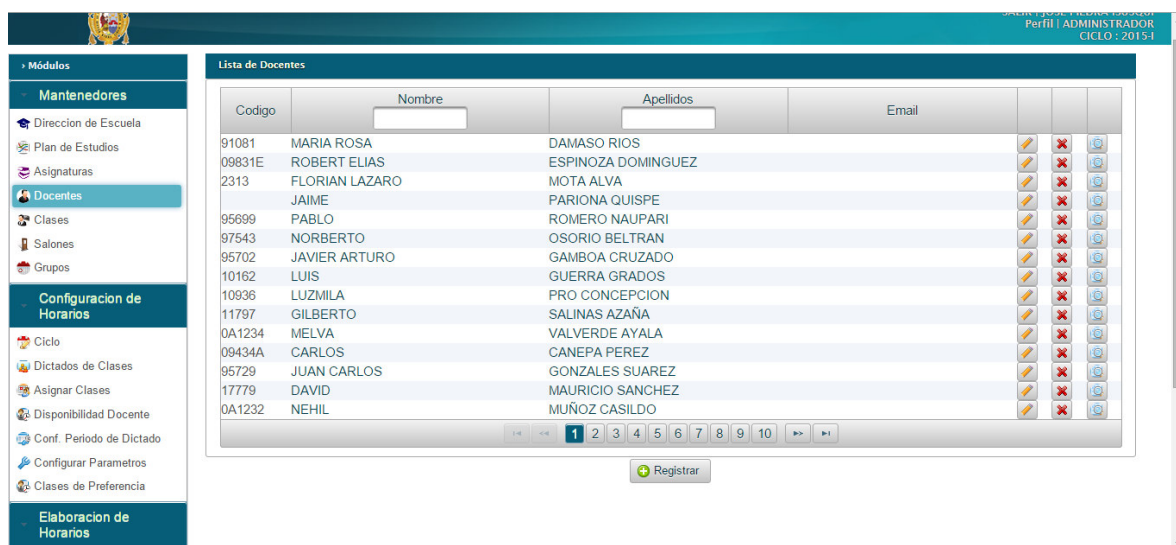 Perfil | ADMINISTRADOR
CICLO : 2015-I
› Módulos
Mantenedores
Direccion de Escuela
Plan de Estudios
Asignaturas
Docentes
Clases
Salones
Grupos
Configuracion de
Horarios
Ciclo
Dictados de Clases
Asignar Clases
Disponibilidad Docente
Conf. Periodo de Dictado
Configurar Parametros
Clases de Preferencia
Elaboracion de
Horarios
Lista de Docentes
Codigo Nombre Apellidos Email
91081 MARIA ROSA DAMASO RIOS
09831E ROBERT ELIAS ESPINOZA DOMINGUEZ
2313 FLORIAN LAZARO MOTA ALVA
JAIME PARIONA QUISPE
95699 PABLO ROMERO NAUPARI
97543 NORBERTO OSORIO BELTRAN
95702 JAVIER ARTURO GAMBOA CRUZADO
10162 LUIS GUERRA GRADOS
10936 LUZMILA PRO CONCEPCION
11797 GILBERTO SALINAS AZAÑA
0A1234 MELVA VALVERDE AYALA
09434A CARLOS CANEPA PEREZ
95729 JUAN CARLOS GONZALES SUAREZ
17779 DAVID MAURICIO SANCHEZ
0A1232 NEHIL MUÑOZ CASILDO
1 2 3 4 5 6 7 8 9 10
Registrar